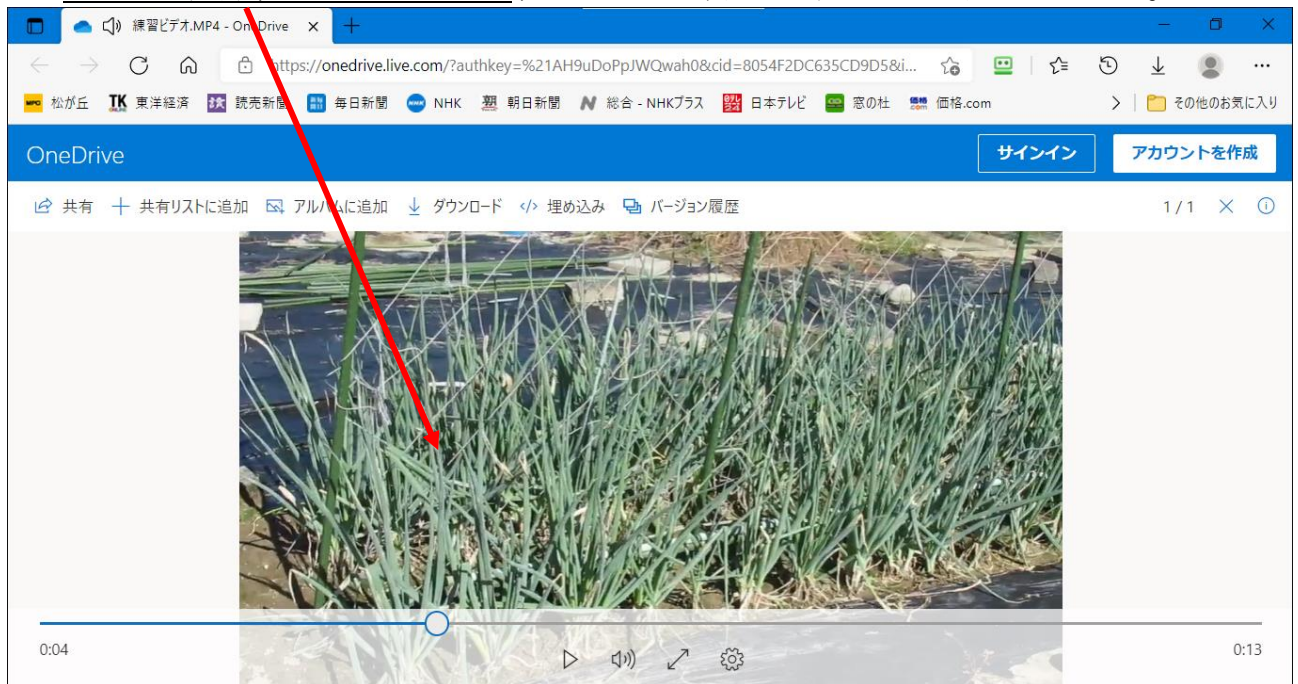 練習ビデオ.MP4 - OneDrive
https://onedrive.live.com/?authkey=%21AH9uDoPpJWQwah0&cid=8054F2DC635CD9D5&i...
松が丘 TK 東洋経済 読売新聞 毎日新聞 NHK 朝日新聞 総合 - NHKプラス 日本テレビ 窓の杜 価格.com その他のお気に入り
OneDrive サインイン アカウントを作成
共有 共有リストに追加 アルバムに追加 ダウンロード 埋め込み バージョン履歴 1 / 1
0:04 0:13